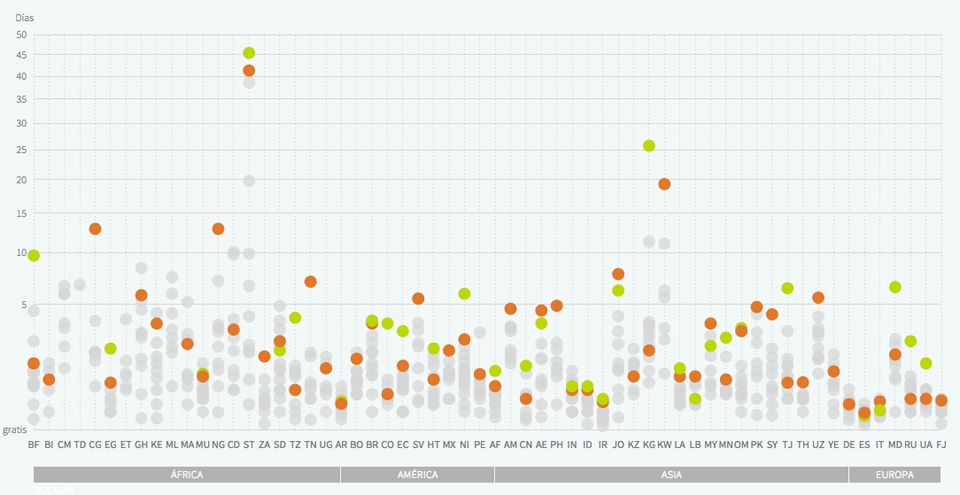 Días
50
45
40
35
30
25
20
15
10
5
gratis
BF BI CM TD CG EG ET GH KE ML MA MU NG CD ST ZA SD TZ TN UG AR BO BR CO EC SV HT MX NI PE AF AM CN AE PH IN ID IR JO KZ KG KW LA LB MY MN OM PK SY TJ TH UZ YE DE ES IT MD RU UA FJ
ÁFRICA AMÉRICA ASIA EUROPA
OCEANÍA